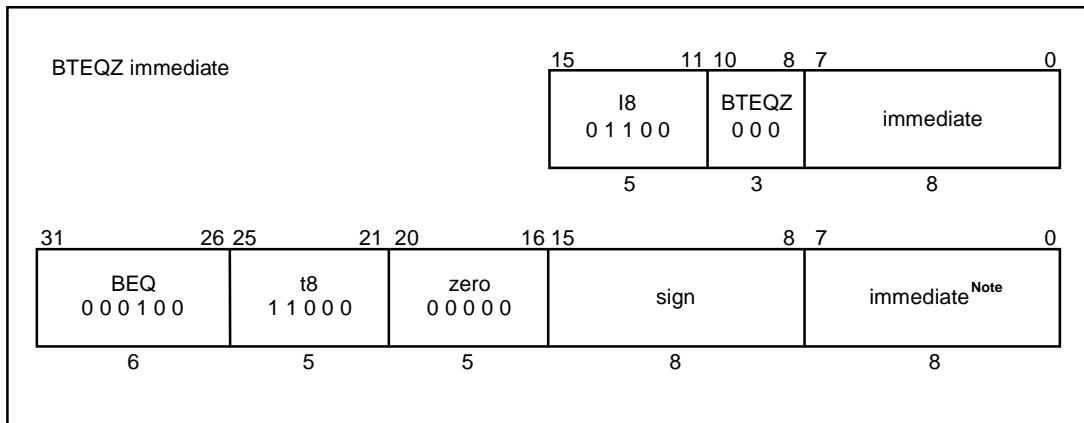 BTEQZ immediate
15 11 10 8 7 0
I8 BTEQZ immediate
0 1 1 0 0 0 0 0
5 3 8
31 26 25 21 20 16 15 8 7 0
BEQ t8 zero sign immediate Note
0 0 0 1 0 0 1 1 0 0 0 0 0 0 0 0
6 5 5 8 8